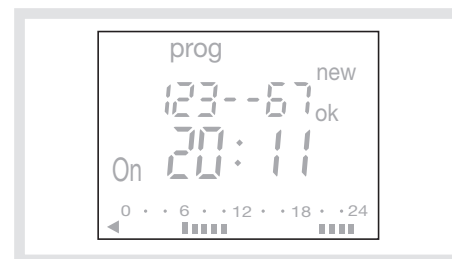 prog
new
123--67 ok
On 20:11
0 · · 6 · · 12 · · 18 · · 24